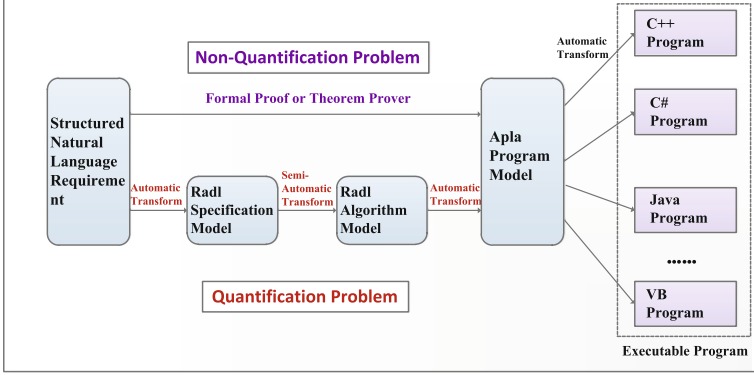 Non-Quantification Problem
Formal Proof or Theorem Prover
Structured
Natural
Language
Requireme
nt
Automatic
Transform
Radl
Specification
Model
Semi-
Automatic
Transform
Radl
Algorithm
Model
Automatic
Transform
Quantification Problem
Apla
Program
Model
Automatic
Transform
C++
Program
C#
Program
Java
Program
......
VB
Program
Executable Program